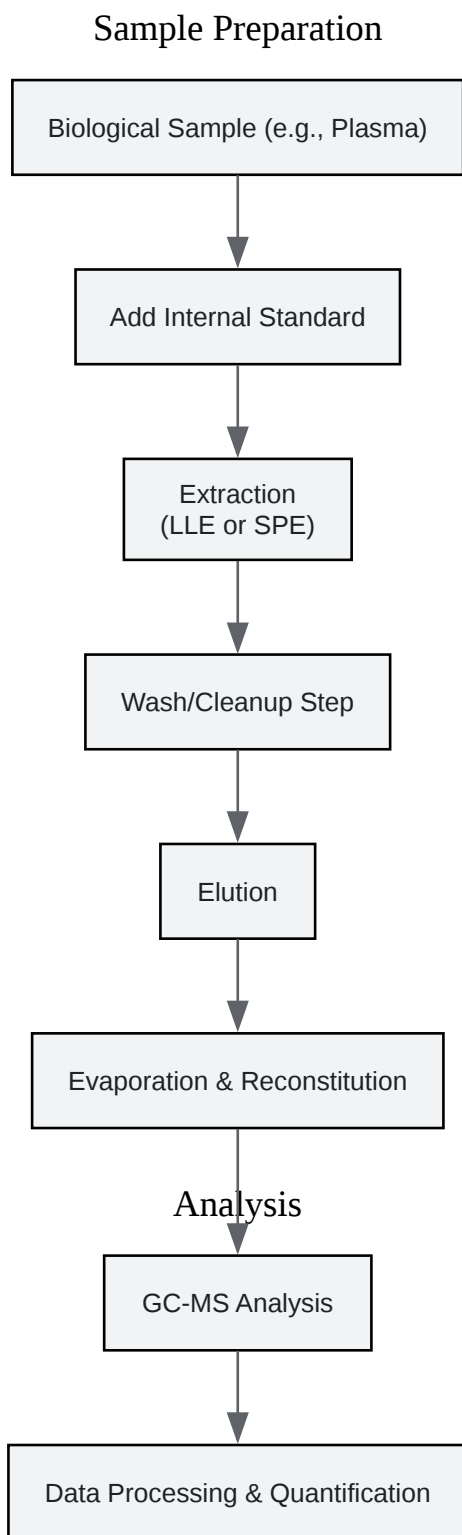 Sample Preparation
Biological Sample (e.g., Plasma)
Add Internal Standard
Extraction
(LLE or SPE)
Wash/Cleanup Step
Elution
Evaporation & Reconstitution
Analysis
GC-MS Analysis
Data Processing & Quantification